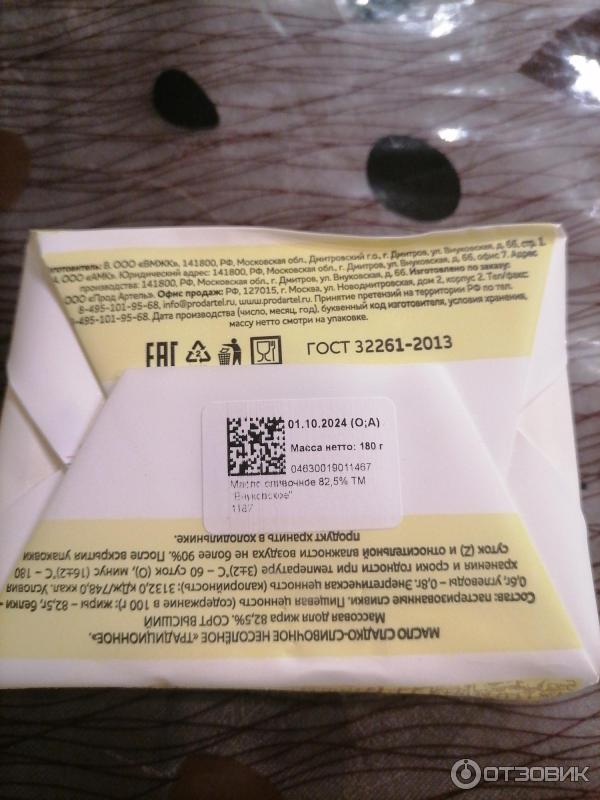 готовитель: В. ООО «ВМЖК», 141800, РФ, Московская обл., Дмитровский г.о., г. Дмитров, ул. Внуковская, д. 66, стр. 1.
ООО «АМК». Юридический адрес: 141800, РФ, Московская обл., г. Дмитров, ул. Внуковская, д. 66, офис 7. Адрес
производства: 141800, РФ, Московская обл., г. Дмитров, ул. Внуковская, д. 66. Изготовлено по заказу:
ООО «Прод Артель». Офис продаж: РФ, 127015, г. Москва, ул. Новодмитровская, дом 2, корпус 2. Тел/факс:
8-495-101-95-68, info@prodartel.ru, www.prodartel.ru. Принятие претензий на территории РФ по тел.
8-495-101-95-68. Дата производства (число, месяц, год), буквенный код изготовителя, условия хранения,
массу нетто смотри на упаковке.
ЕАС 2 ГОСТ 32261-2013
01.10.2024 (О;А)
Масса нетто: 180 г
04630019011467
Масло сливочное 82,5% ТМ
"Внуковское"
1187
МАСЛО СЛАДКО-СЛИВОЧНОЕ НЕСОЛЁНОЕ «ТРАДИЦИОННОЕ».
Массовая доля жира 82,5%. СОРТ ВЫСШИЙ
Состав: пастеризованные сливки. Пищевая ценность (содержание в 100 г): жиры – 82,5г, белки –
0,6г, углеводы – 0,8г. Энергетическая ценность (калорийность): 3132,0 кДж/748,0 ккал. Условия
хранения и сроки годности при температуре (3±2)°С – 60 суток (О), минус (16±2)°С – 180
суток (Z) и относительной влажности воздуха не более 90%. После вскрытия упаковки
продукт хранить в холодильнике.
ОТЗОВИК